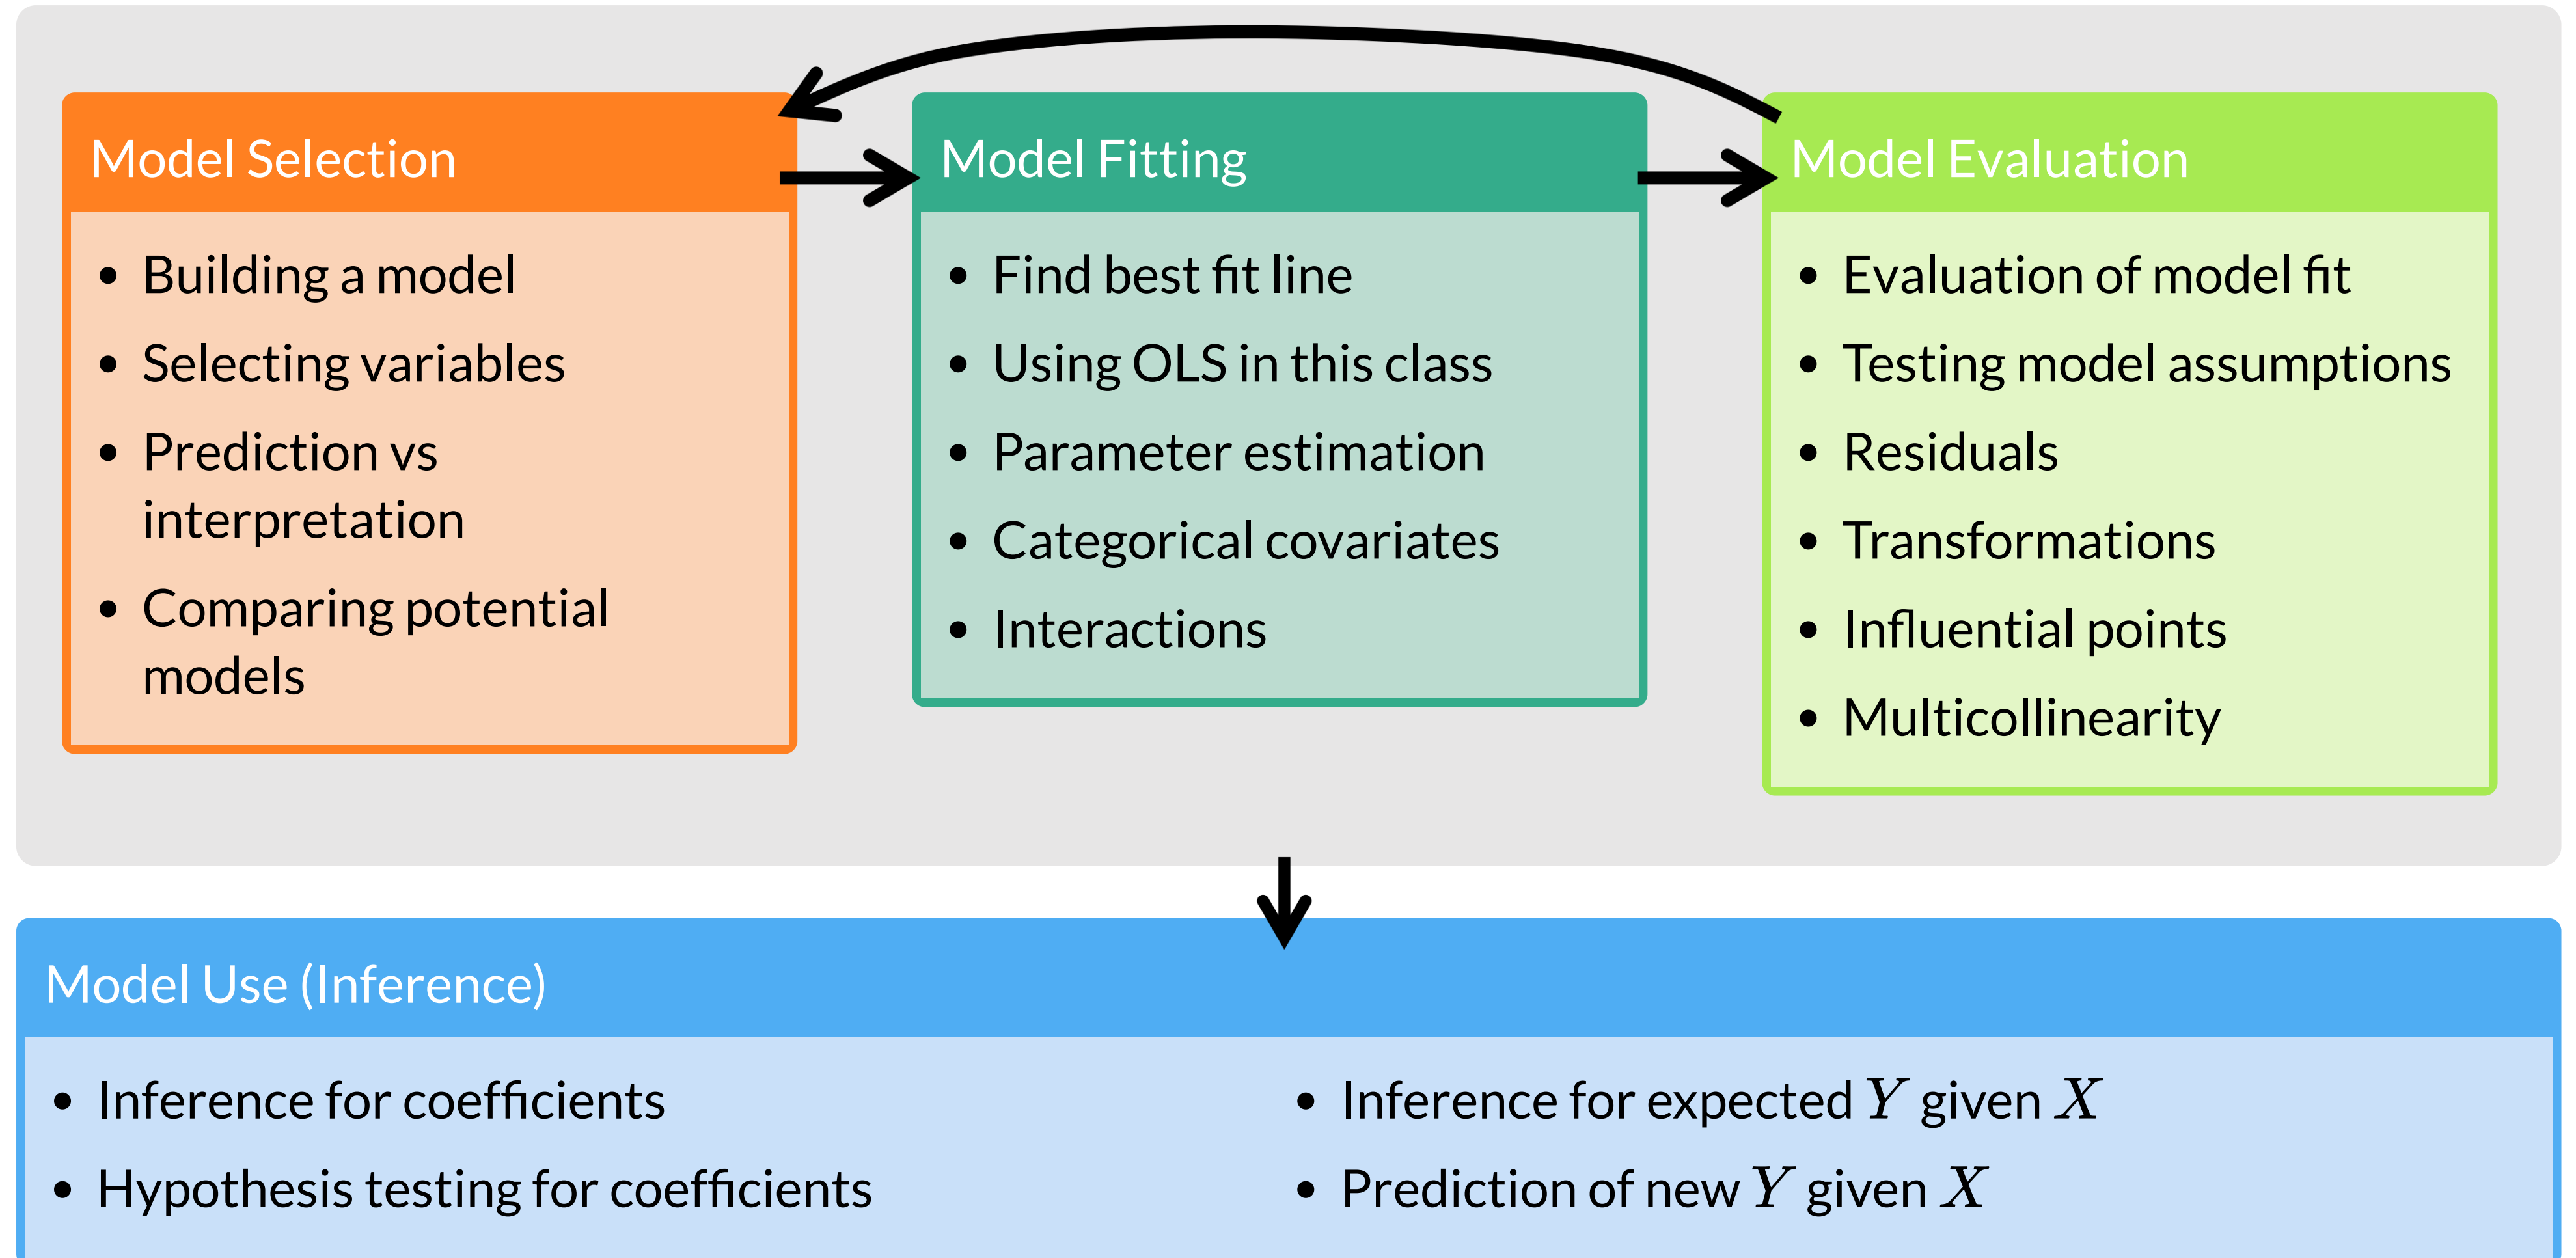 Model Selection
• Building a model
• Selecting variables
• Prediction vs
interpretation
• Comparing potential
models
Model Fitting
• Find best fit line
• Using OLS in this class
• Parameter estimation
• Categorical covariates
• Interactions
Model Evaluation
• Evaluation of model fit
• Testing model assumptions
• Residuals
• Transformations
• Influential points
• Multicollinearity
Model Use (Inference)
• Inference for coefficients
• Hypothesis testing for coefficients
• Inference for expected Y given X
• Prediction of new Y given X